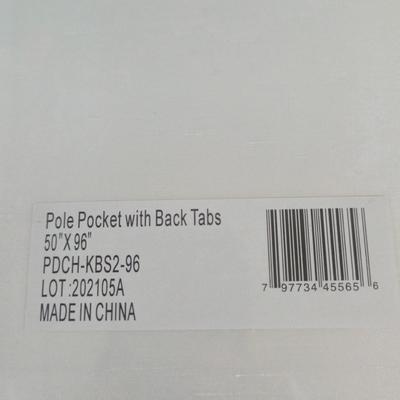 Pole Pocket with Back Tabs
50"X 96"
PDCH-KBS2-96
LOT :202105A
MADE IN CHINA
7 97734 45565 6